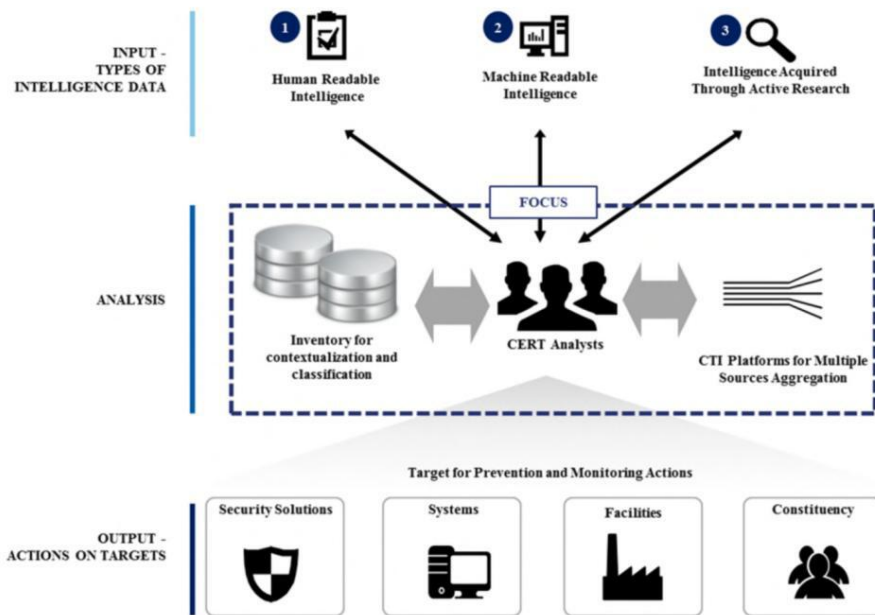 INPUT -
TYPES OF
INTELLIGENCE DATA
1
Human Readable
Intelligence
2
Machine Readable
Intelligence
3
Intelligence Acquired
Through Active Research
FOCUS
ANALYSIS
Inventory for
contextualization and
classification
CERT Analysts
CTI Platforms for Multiple
Sources Aggregation
Target for Prevention and Monitoring Actions
OUTPUT -
ACTIONS ON TARGETS
Security Solutions
Systems
Facilities
Constituency